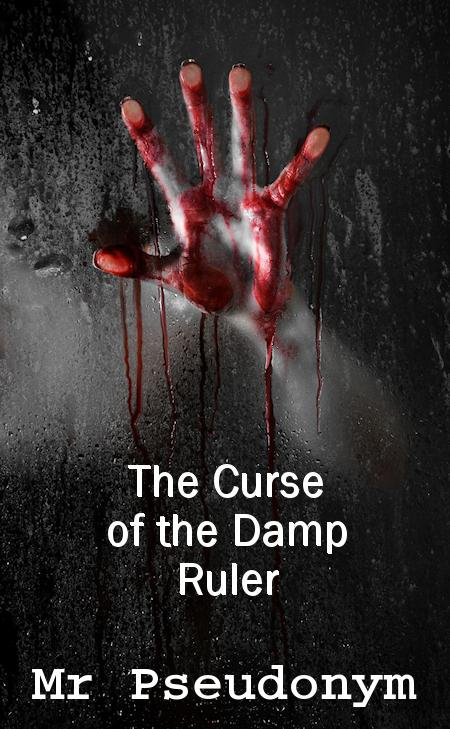 The Curse
of the Damp
Ruler
Mr Pseudonym